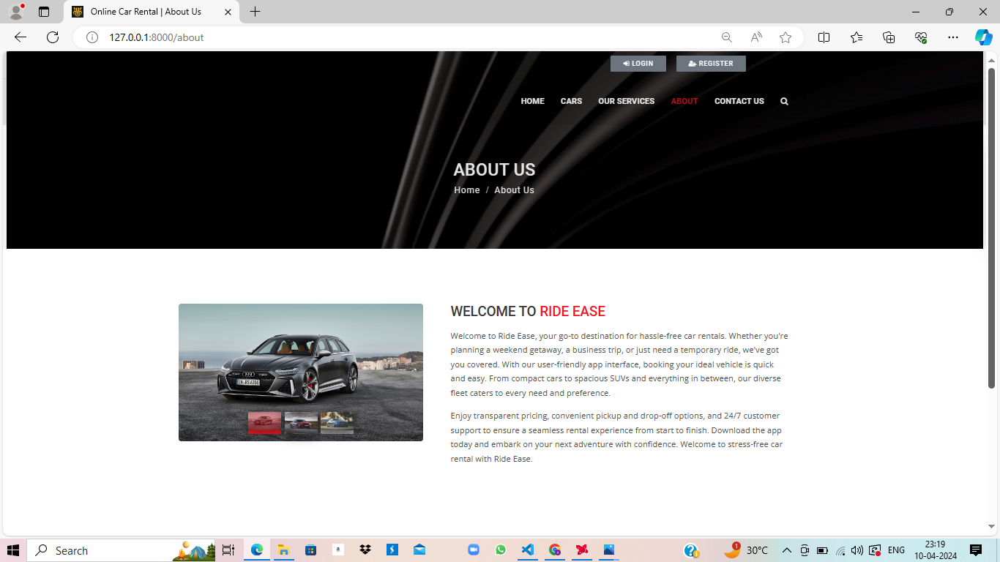 Online Car Rental | About Us
127.0.0.1:8000/about
LOGIN
REGISTER
HOME
CARS
OUR SERVICES
ABOUT
CONTACT US
ABOUT US
Home / About Us
WELCOME TO RIDE EASE
Welcome to Ride Ease, your go-to destination for hassle-free car rentals. Whether you're
planning a weekend getaway, a business trip, or just need a temporary ride, we've got
you covered. With our user-friendly app interface, booking your ideal vehicle is quick
and easy. From compact cars to spacious SUVs and everything in between, our diverse
fleet caters to every need and preference.
Enjoy transparent pricing, convenient pickup and drop-off options, and 24/7 customer
support to ensure a seamless rental experience from start to finish. Download the app
today and embark on your next adventure with confidence. Welcome to stress-free car
rental with Ride Ease.
Search
1
30°C
ENG
23:19
10-04-2024